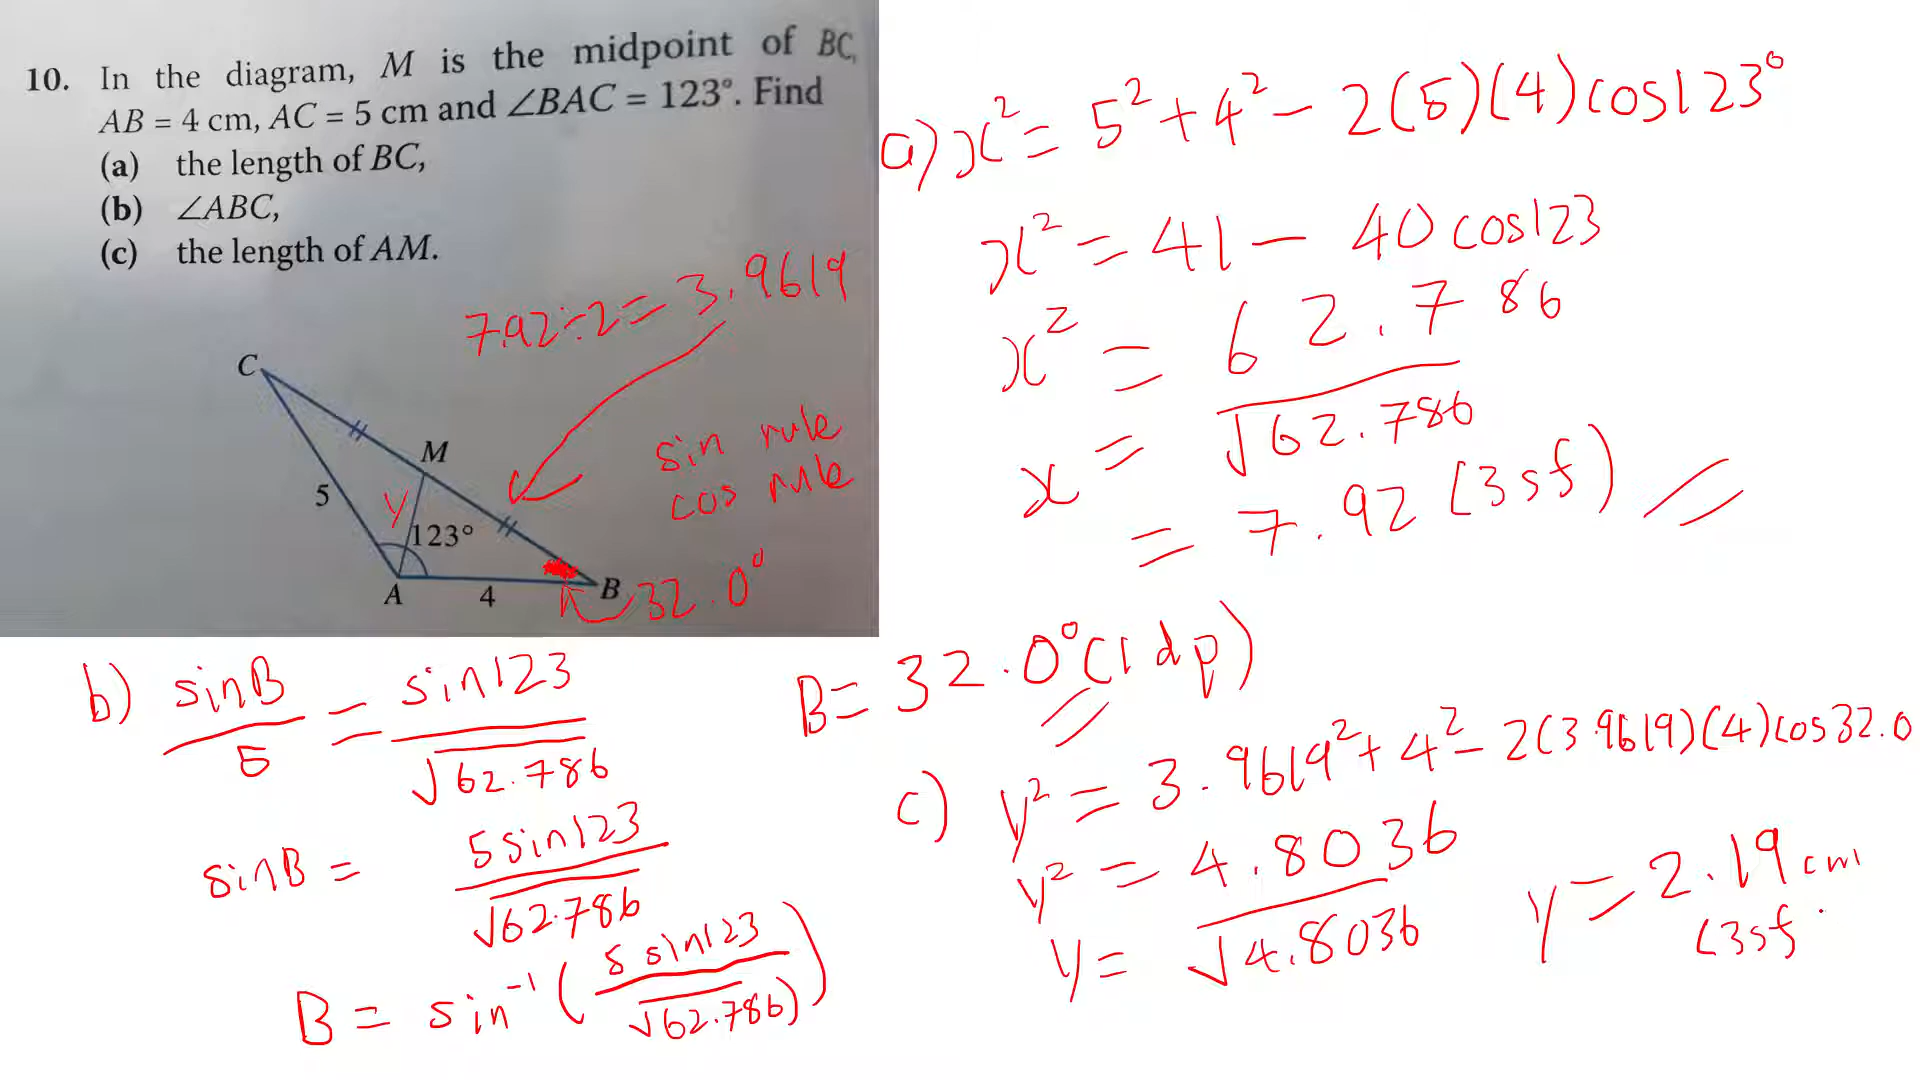 10. In the diagram, M is the midpoint of BC,
AB = 4 cm, AC = 5 cm and ∠BAC = 123°. Find
(a) the length of BC,
(b) ∠ABC,
(c) the length of AM.
7.92÷2 = 3.9619
C
M
5
y
123°
A
4
B
32.0°
sin rule
cos rule
a) x² = 5² + 4² − 2(5)(4)cos123°
x² = 41 − 40cos123
x² = 62.786
x = √62.786
= 7.92 (3sf)
b) sinB/5 = sin123/√62.786
sinB = 5sin123/√62.786
B = sin⁻¹(5sin123/√62.786))
B = 32.0° (1dp)
c) y² = 3.9619² + 4² − 2(3.9619)(4)cos32.0
y² = 4.8036
y = √4.8036
y = 2.19cm
(3sf.